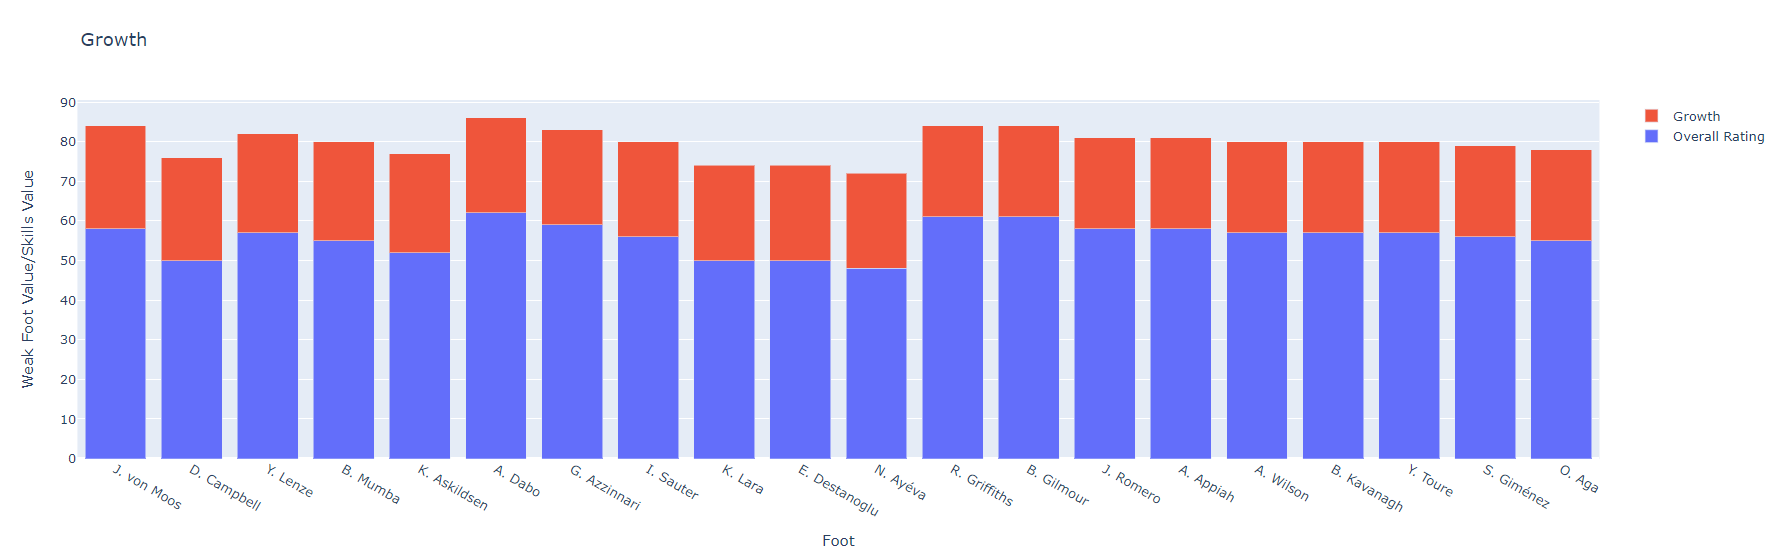 Growth
Weak Foot Value/Skills Value
90
80
70
60
50
40
30
20
10
0
J. von Moos
D. Campbell
Y. Lenze
B. Mumba
K. Askildsen
A. Dabo
G. Azzinnari
I. Sauter
K. Lara
E. Destanoglu
N. Ayéva
R. Griffiths
B. Gilmour
J. Romero
A. Appiah
A. Wilson
B. Kavanagh
Y. Toure
S. Giménez
O. Aga
Foot
Growth
Overall Rating